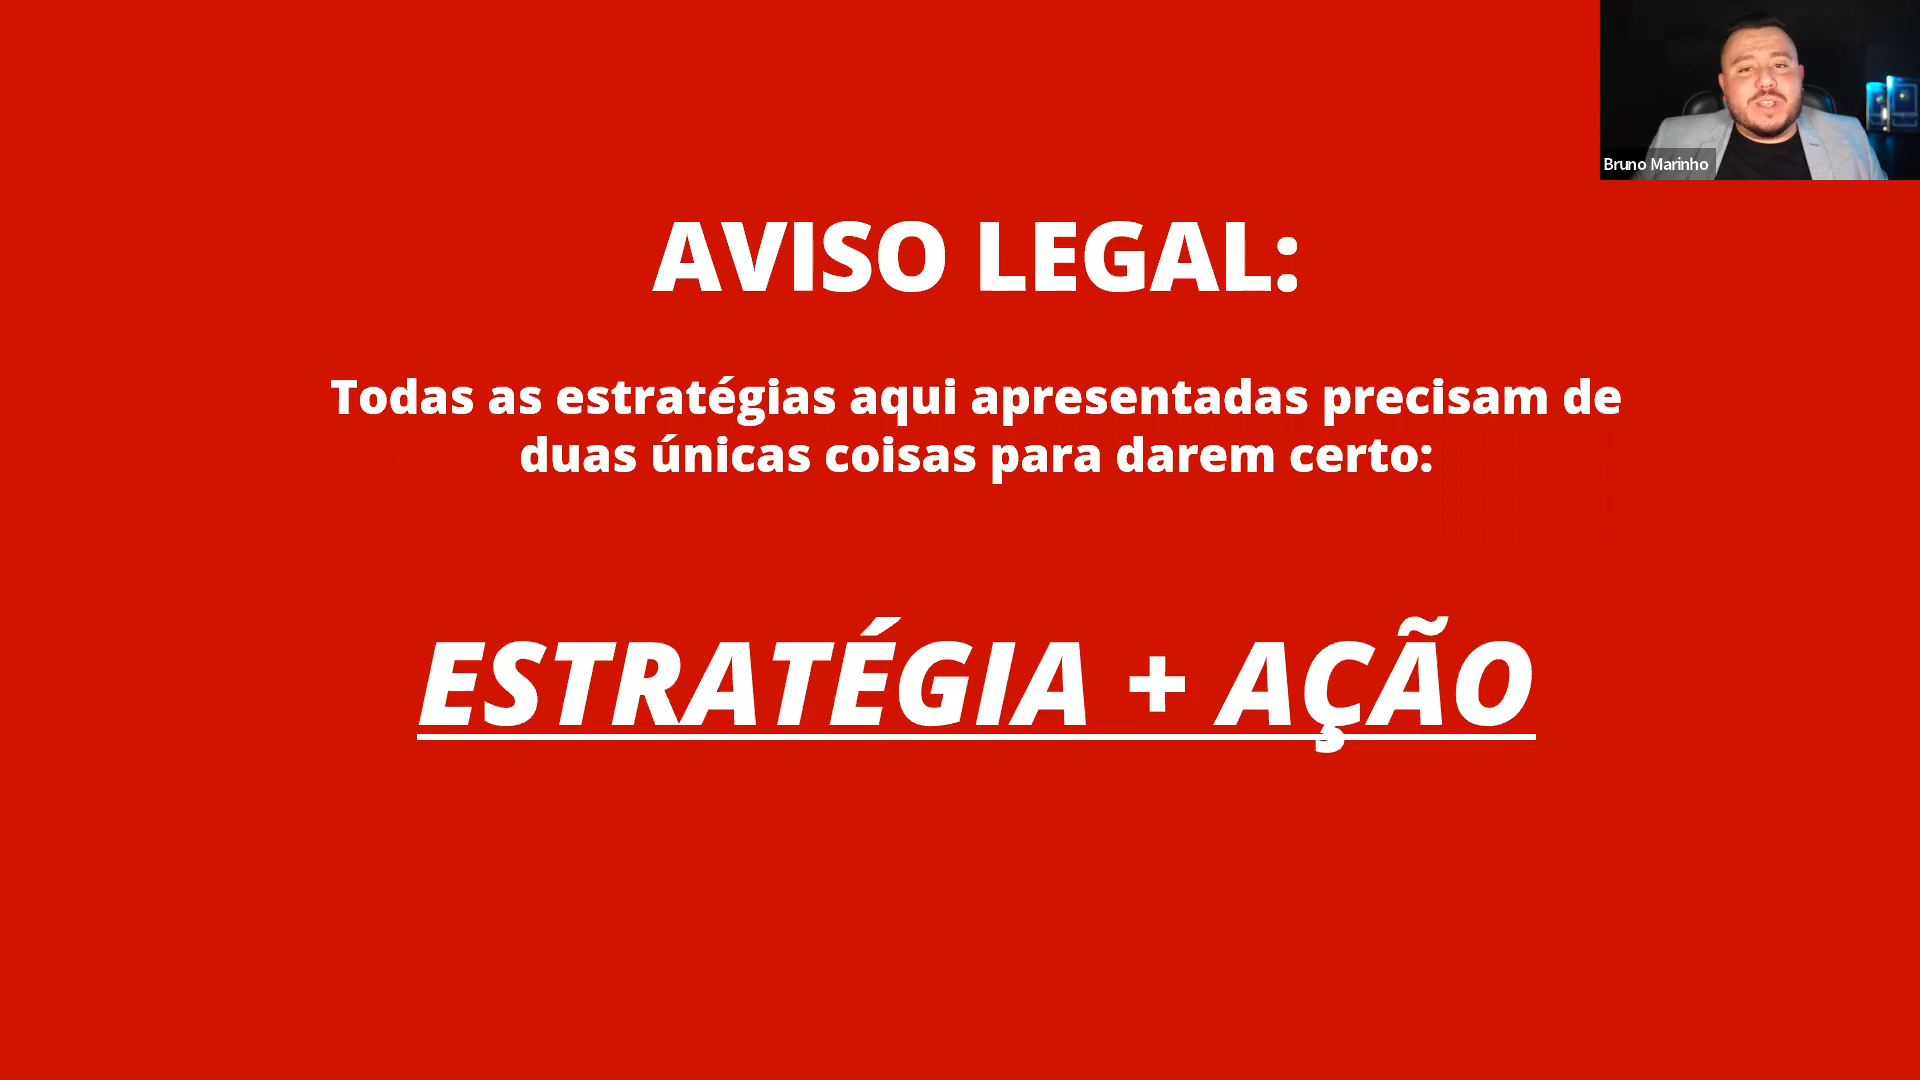 Bruno Marinho
AVISO LEGAL:
Todas as estratégias aqui apresentadas precisam de
duas únicas coisas para darem certo:
ESTRATÉGIA + AÇÃO